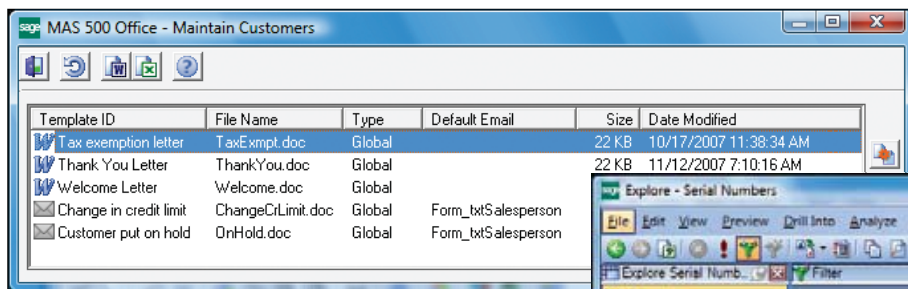 sage MAS 500 Office - Maintain Customers
Template ID File Name Type Default Email Size Date Modified
Tax exemption letter TaxExmpt.doc Global 22 KB 10/17/2007 11:38:34 AM
Thank You Letter ThankYou.doc Global 22 KB 11/12/2007 7:10:16 AM
Welcome Letter Welcome.doc Global
Change in credit limit ChangeCrLimit.doc Global Form_txtSalesperson
Customer put on hold OnHold.doc Global Form_txtSalesperson
sage Explore - Serial Numbers
File Edit View Preview Drill Into Analyze
Explore Serial Numb... Filter